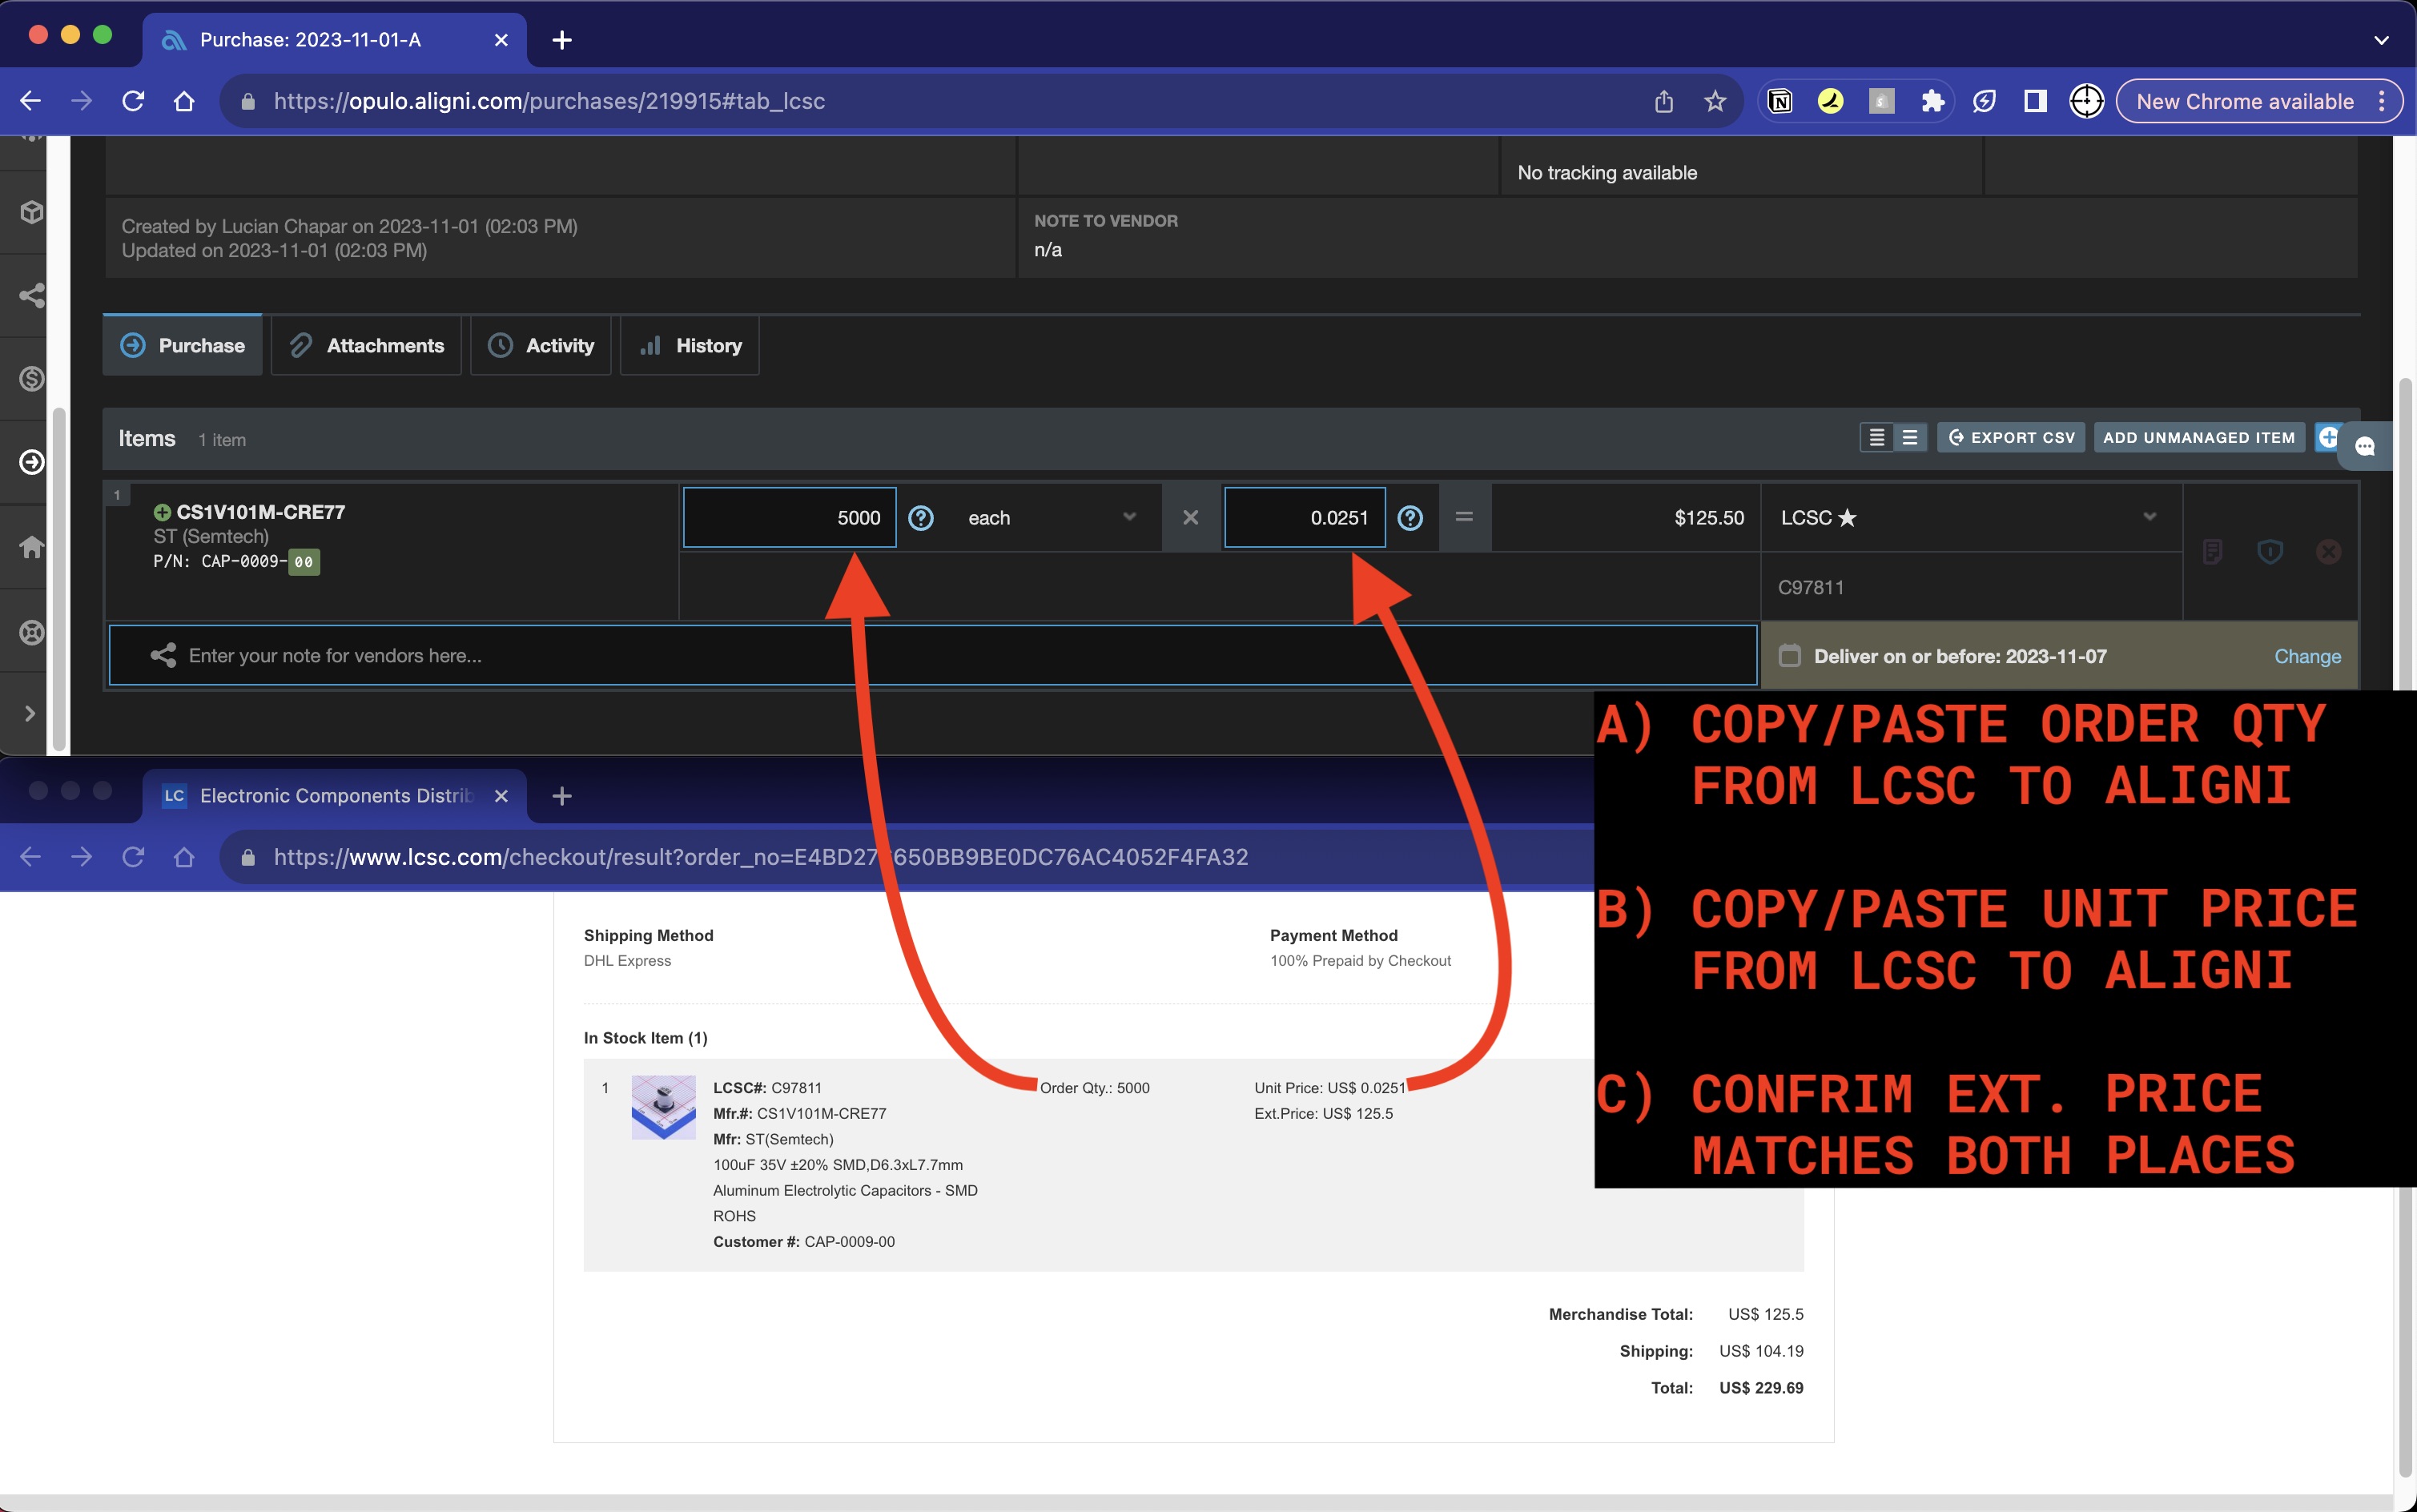 Purchase: 2023-11-01-A
https://opulo.aligni.com/purchases/219915#tab_lcsc
New Chrome available
No tracking available
Created by Lucian Chapar on 2023-11-01 (02:03 PM)
Updated on 2023-11-01 (02:03 PM)
NOTE TO VENDOR
n/a
Purchase
Attachments
Activity
History
Items 1 item
EXPORT CSV
ADD UNMANAGED ITEM
1
CS1V101M-CRE77
ST (Semtech)
P/N: CAP-0009-00
5000
each
×
0.0251
=
$125.50
LCSC★
C97811
Enter your note for vendors here...
Deliver on or before: 2023-11-07
Change
A) COPY/PASTE ORDER QTY
FROM LCSC TO ALIGNI
B) COPY/PASTE UNIT PRICE
FROM LCSC TO ALIGNI
C) CONFRIM EXT. PRICE
MATCHES BOTH PLACES
LC Electronic Components Distrib
https://www.lcsc.com/checkout/result?order_no=E4BD27 650BB9BE0DC76AC4052F4FA32
Shipping Method
DHL Express
Payment Method
100% Prepaid by Checkout
In Stock Item (1)
1
LCSC#: C97811
Mfr.#: CS1V101M-CRE77
Mfr: ST(Semtech)
100uF 35V ±20% SMD,D6.3xL7.7mm
Aluminum Electrolytic Capacitors - SMD
ROHS
Customer #: CAP-0009-00
Order Qty.: 5000
Unit Price: US$ 0.0251
Ext.Price: US$ 125.5
Merchandise Total: US$ 125.5
Shipping: US$ 104.19
Total: US$ 229.69